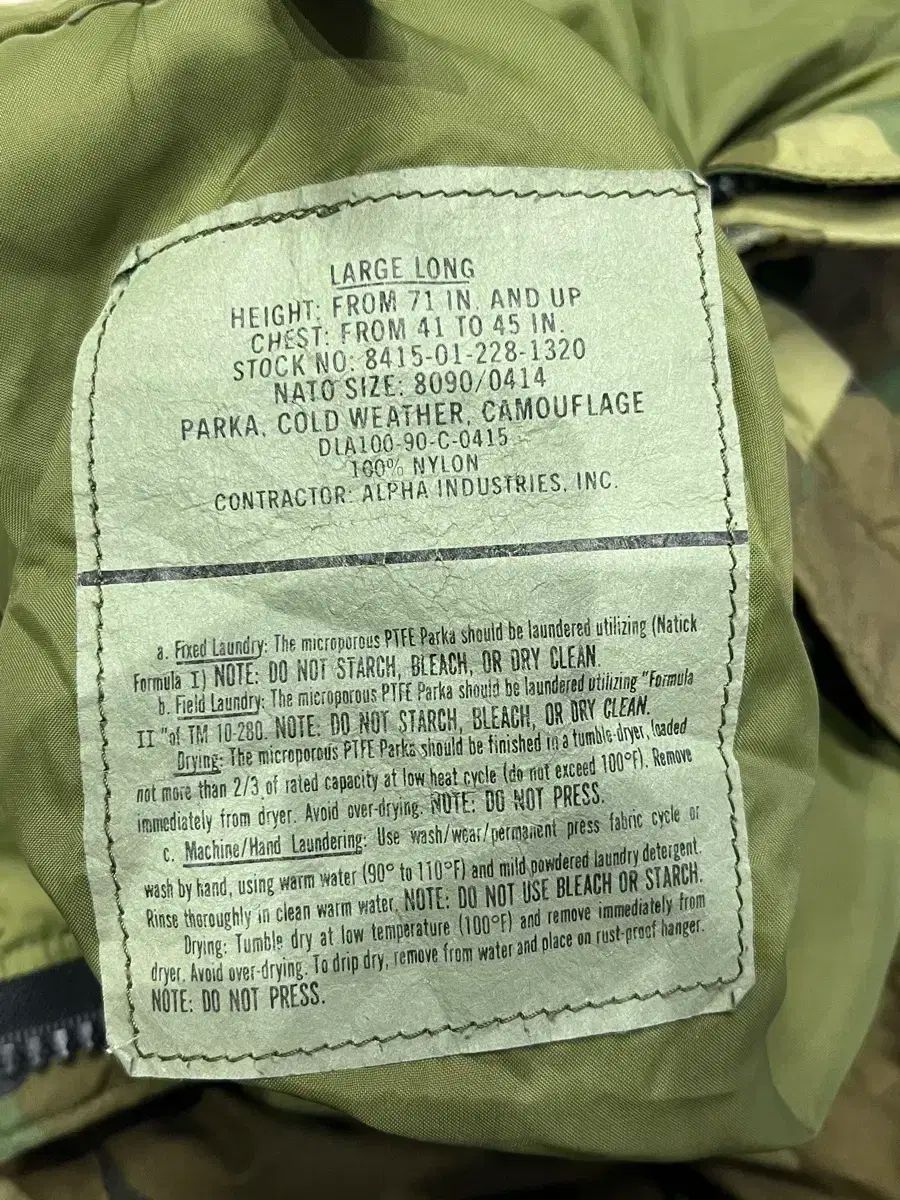 LARGE LONG
HEIGHT: FROM 71 IN. AND UP
CHEST: FROM 41 TO 45 IN.
STOCK NO: 8415-01-228-1320
NATO SIZE: 8090/0414
PARKA, COLD WEATHER, CAMOUFLAGE
DLA100-90-C-0415
100% NYLON
CONTRACTOR: ALPHA INDUSTRIES, INC.
a. Fixed Laundry: The microporous PTFE Parka should be laundered utilizing (Natick
Formula I) NOTE: DO NOT STARCH, BLEACH, OR DRY CLEAN.
b. Field Laundry: The microporous PTFE Parka should be laundered utilizing "Formula
II "of TM 10-280. NOTE: DO NOT STARCH, BLEACH, OR DRY CLEAN.
Drying: The microporous PTFE Parks should be finished in a tumble-dryer, loaded
not more than 2/3 of rated capacity at low heat cycle (do not exceed 100°F). Remove
immediately from dryer. Avoid over-drying. NOTE: DO NOT PRESS.
c. Machine/Hand Laundering: Use wash/wear/permanent press fabric cycle or
wash by hand, using warm water (90° to 110°F) and mild powdered laundry detergent.
Rinse thoroughly in clean warm water. NOTE: DO NOT USE BLEACH OR STARCH.
Drying: Tumble dry at low temperature (100°F) and remove immediately from
dryer. Avoid over-drying. To drip dry, remove from water and place on rust-proof hanger.
NOTE: DO NOT PRESS.